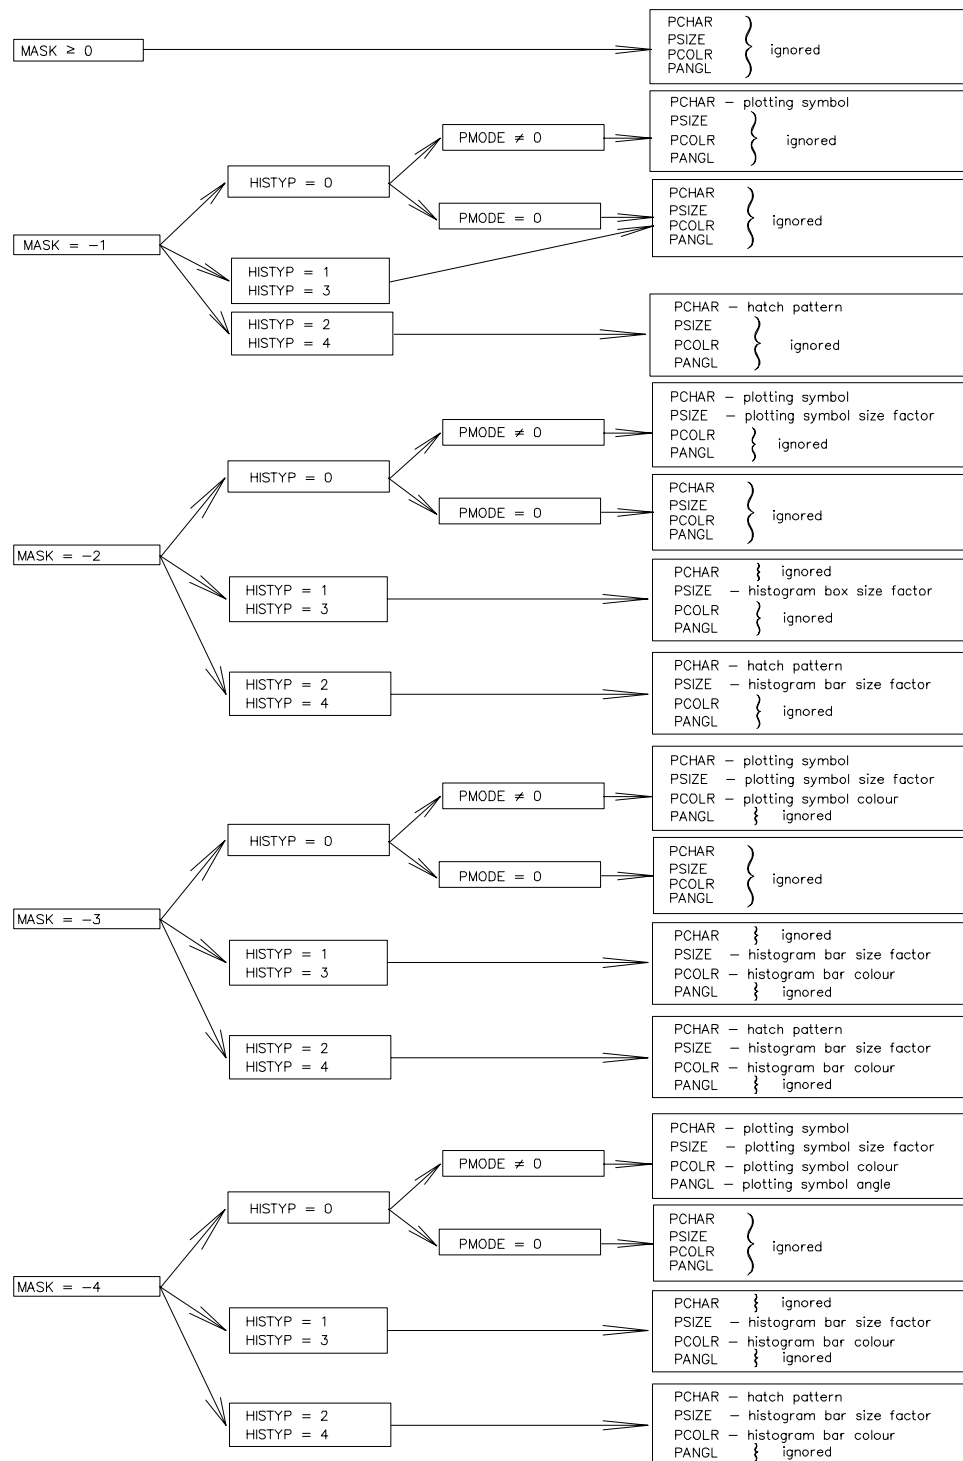 MASK ≥ 0
PCHAR
PSIZE
PCOLR
PANGL
ignored
MASK = -1
HISTYP = 0
PMODE ≠ 0
PCHAR - plotting symbol
PSIZE
PCOLR
PANGL
ignored
PMODE = 0
PCHAR
PSIZE
PCOLR
PANGL
ignored
HISTYP = 1
HISTYP = 3
HISTYP = 2
HISTYP = 4
PCHAR - hatch pattern
PSIZE
PCOLR
PANGL
ignored
MASK = -2
HISTYP = 0
PMODE ≠ 0
PCHAR - plotting symbol
PSIZE - plotting symbol size factor
PCOLR
PANGL
ignored
PMODE = 0
PCHAR
PSIZE
PCOLR
PANGL
ignored
HISTYP = 1
HISTYP = 3
PCHAR ignored
PSIZE - histogram box size factor
PCOLR
PANGL
ignored
HISTYP = 2
HISTYP = 4
PCHAR - hatch pattern
PSIZE - histogram bar size factor
PCOLR
PANGL
ignored
MASK = -3
HISTYP = 0
PMODE ≠ 0
PCHAR - plotting symbol
PSIZE - plotting symbol size factor
PCOLR - plotting symbol colour
PANGL ignored
PMODE = 0
PCHAR
PSIZE
PCOLR
PANGL
ignored
HISTYP = 1
HISTYP = 3
PCHAR ignored
PSIZE - histogram bar size factor
PCOLR - histogram bar colour
PANGL ignored
HISTYP = 2
HISTYP = 4
PCHAR - hatch pattern
PSIZE - histogram bar size factor
PCOLR - histogram bar colour
PANGL ignored
MASK = -4
HISTYP = 0
PMODE ≠ 0
PCHAR - plotting symbol
PSIZE - plotting symbol size factor
PCOLR - plotting symbol colour
PANGL - plotting symbol angle
PMODE = 0
PCHAR
PSIZE
PCOLR
PANGL
ignored
HISTYP = 1
HISTYP = 3
PCHAR ignored
PSIZE - histogram bar size factor
PCOLR - histogram bar colour
PANGL ignored
HISTYP = 2
HISTYP = 4
PCHAR - hatch pattern
PSIZE - histogram bar size factor
PCOLR - histogram bar colour
PANGL ignored